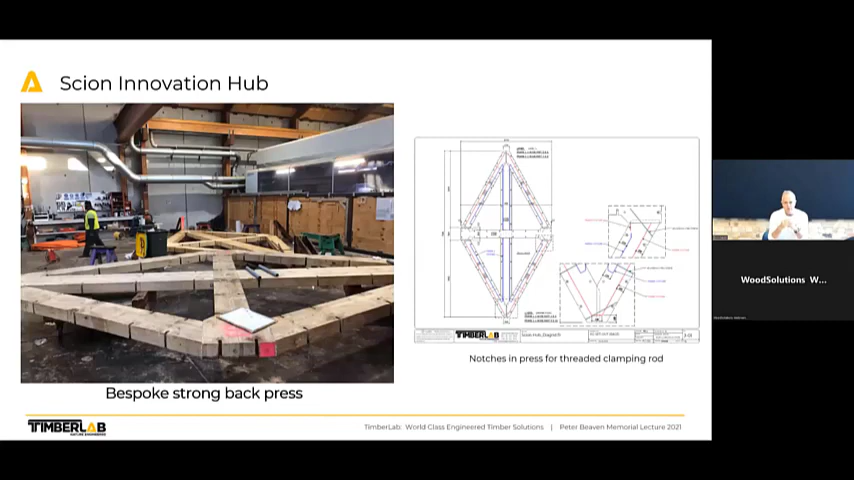 Scion Innovation Hub
Notches in press for threaded clamping rod
Bespoke strong back press
TIMBERLAB
TIMBERLAB
TimberLab: World Class Engineered Timber Solutions | Peter Beaven Memorial Lecture 2021
WoodSolutions W...